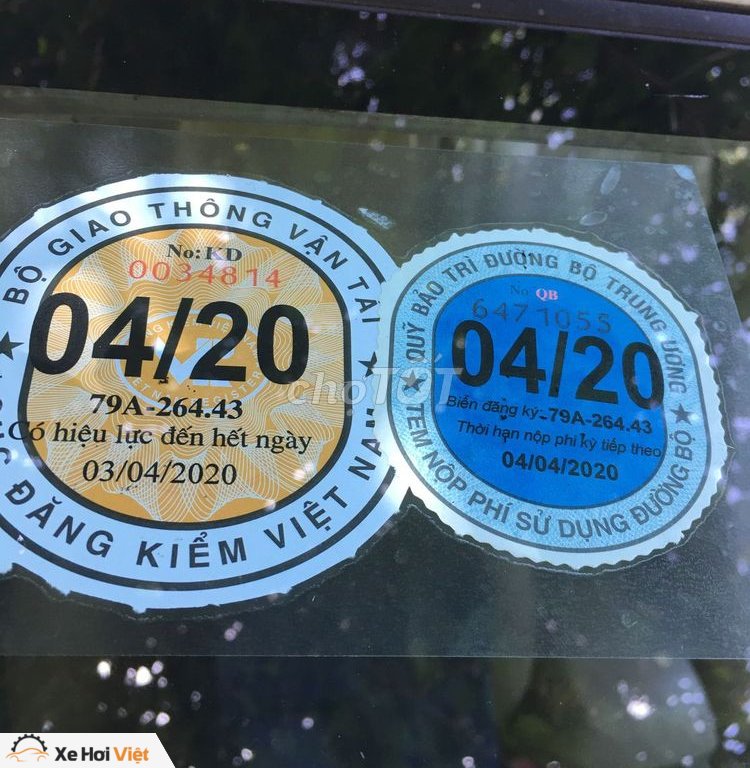 BỘ GIAO THÔNG VẬN TẢI
No: KD
0034814
04/20
79A-264.43
Có hiệu lực đến hết ngày
03/04/2020
ĐĂNG KIỂM VIỆT NAM
QUỸ BẢO TRÌ ĐƯỜNG BỘ TRUNG ƯƠNG
No: QB
6471055
04/20
Biển đăng ký:79A-264.43
Thời hạn nộp phí kỳ tiếp theo
04/04/2020
TEM NỘP PHÍ SỬ DỤNG ĐƯỜNG BỘ
chợTỐT
Xe Hơi Việt